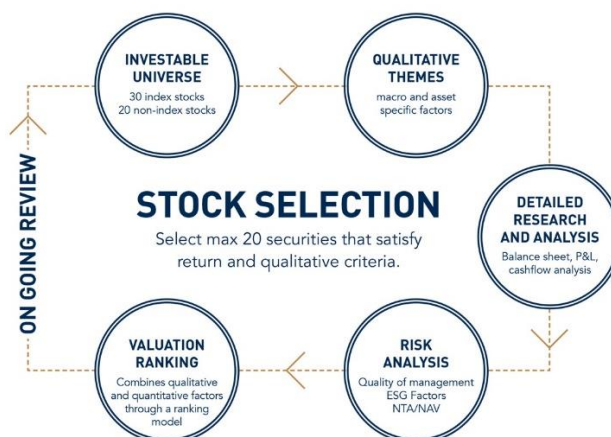 INVESTABLE
UNIVERSE
30 index stocks
20 non-index stocks
QUALITATIVE
THEMES
macro and asset
specific factors
DETAILED
RESEARCH
AND ANALYSIS
Balance sheet, P&L,
cashflow analysis
RISK
ANALYSIS
Quality of management
ESG Factors
NTA/NAV
VALUATION
RANKING
Combines qualitative
and quantitative factors
through a ranking
model
ON GOING REVIEW
STOCK SELECTION
Select max 20 securities that satisfy
return and qualitative criteria.